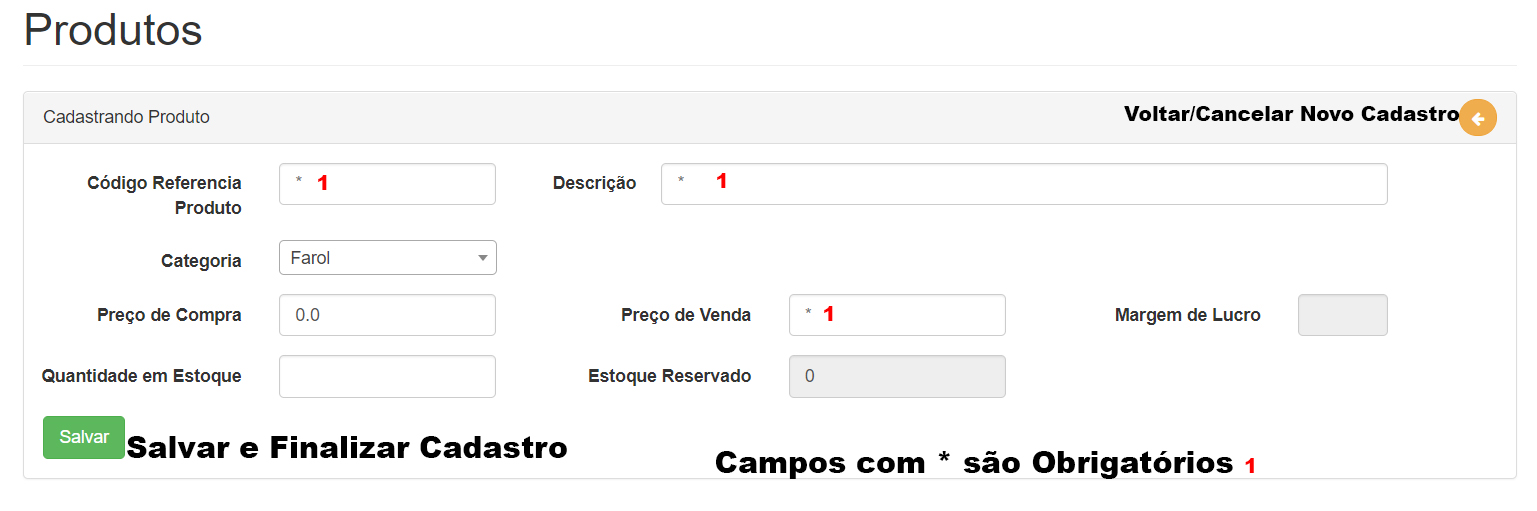 Produtos
Cadastrando Produto Voltar/Cancelar Novo Cadastro
Código Referencia Produto * 1 Descrição * 1
Categoria Farol
Preço de Compra 0.0 Preço de Venda * 1 Margem de Lucro
Quantidade em Estoque Estoque Reservado 0
Salvar Salvar e Finalizar Cadastro
Campos com * são Obrigatórios 1